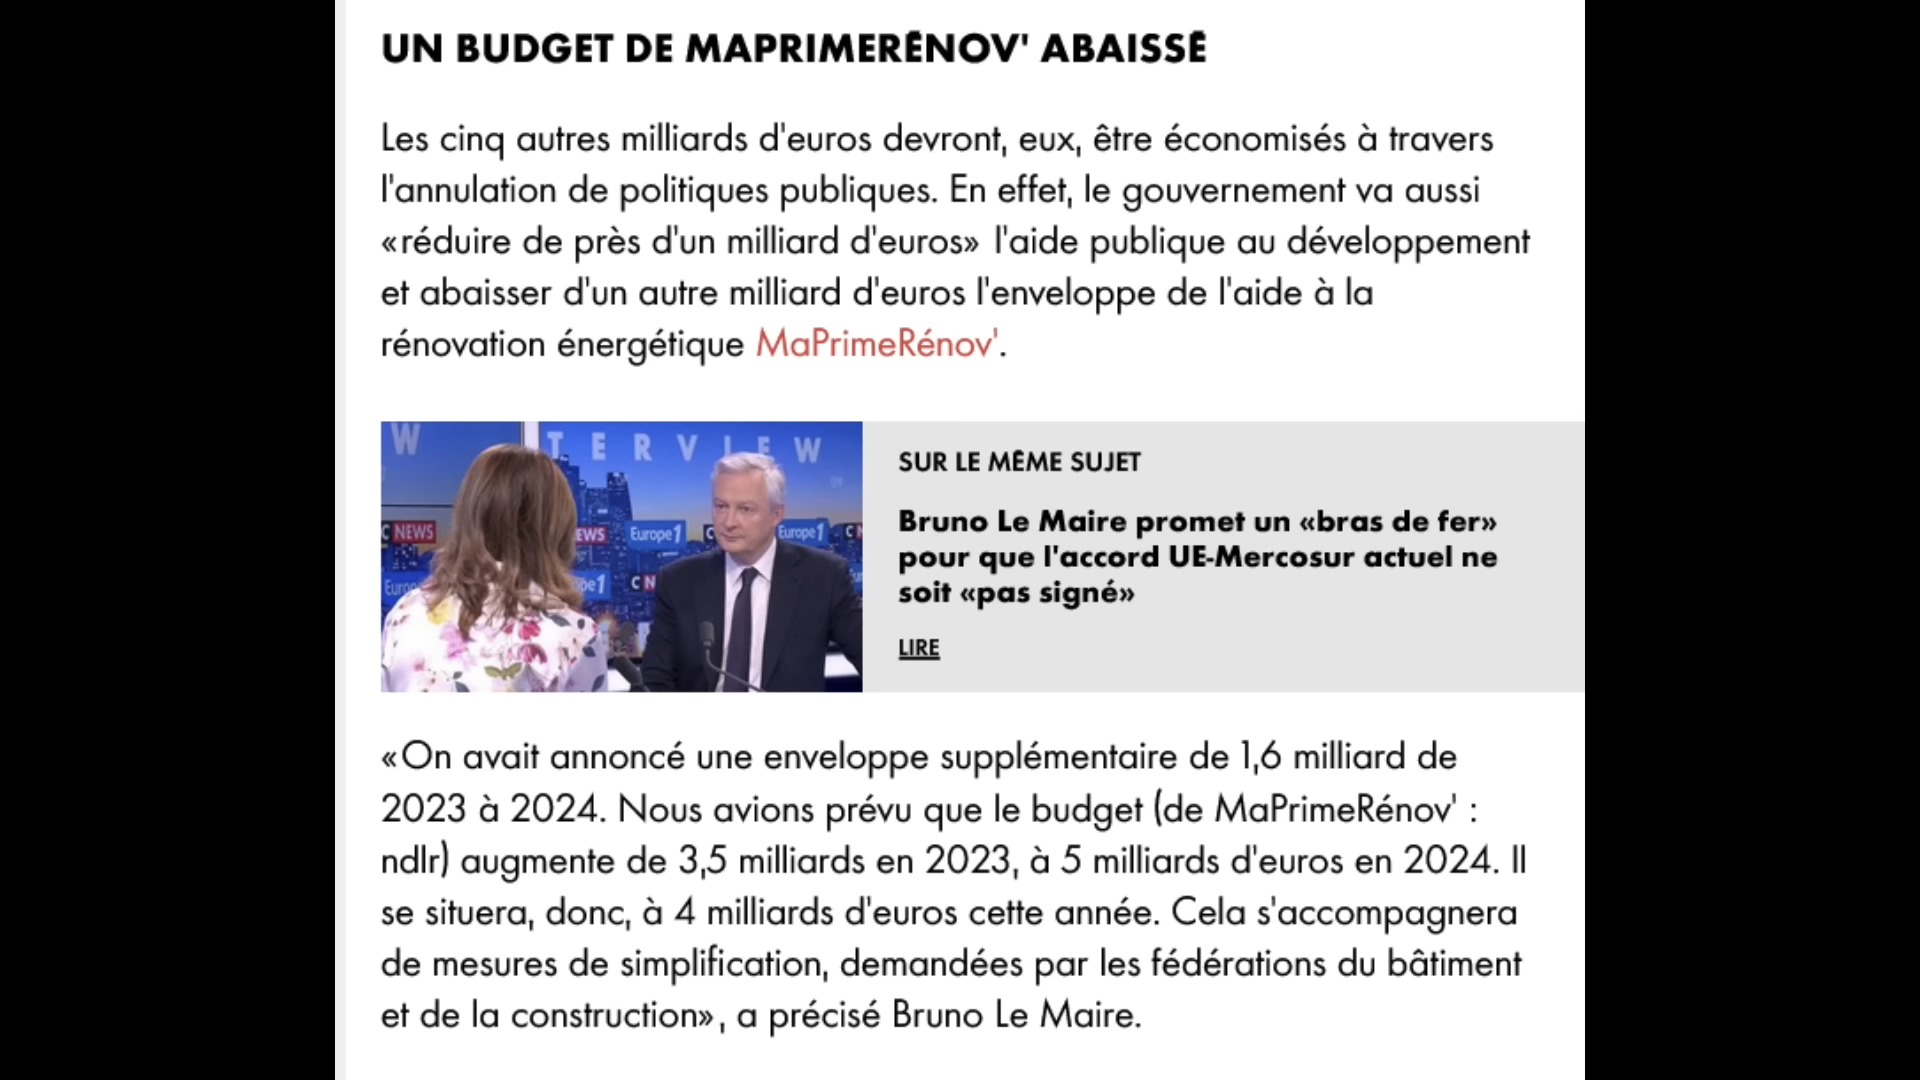 UN BUDGET DE MAPRIMERÉNOV' ABAISSÉ
Les cinq autres milliards d'euros devront, eux, être économisés à travers
l'annulation de politiques publiques. En effet, le gouvernement va aussi
«réduire de près d'un milliard d'euros» l'aide publique au développement
et abaisser d'un autre milliard d'euros l'enveloppe de l'aide à la
rénovation énergétique MaPrimeRénov'.
W TERVIEW
C NEWS
EWS
Europe1
C
Europe1
C N
Euro
pe1
C N
SUR LE MÊME SUJET
Bruno Le Maire promet un «bras de fer»
pour que l'accord UE-Mercosur actuel ne
soit «pas signé»
LIRE
«On avait annoncé une enveloppe supplémentaire de 1,6 milliard de
2023 à 2024. Nous avions prévu que le budget (de MaPrimeRénov' :
ndlr) augmente de 3,5 milliards en 2023, à 5 milliards d'euros en 2024. Il
se situera, donc, à 4 milliards d'euros cette année. Cela s'accompagnera
de mesures de simplification, demandées par les fédérations du bâtiment
et de la construction», a précisé Bruno Le Maire.